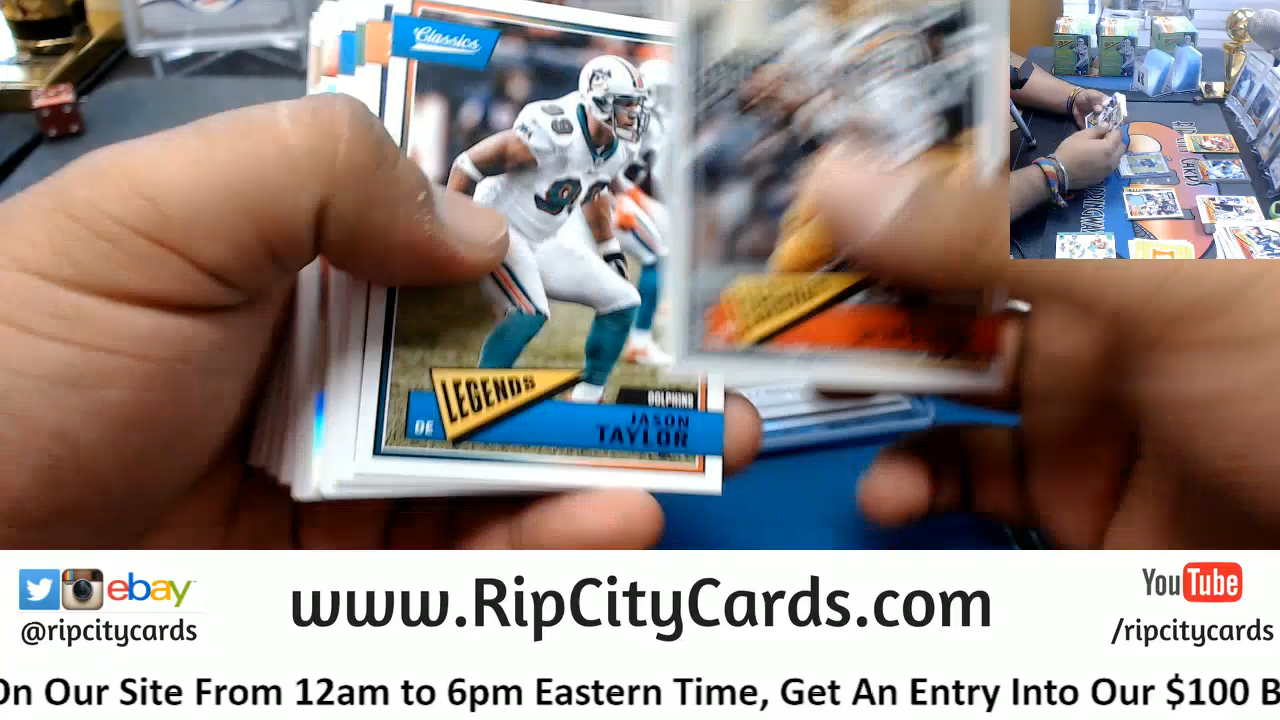 Classics
99
LEGENDS
DOLPHINS
DE
JASON
TAYLOR
ebay
@ripcitycards
www.RipCityCards.com
YouTube
/ripcitycards
On Our Site From 12am to 6pm Eastern Time, Get An Entry Into Our $100 B